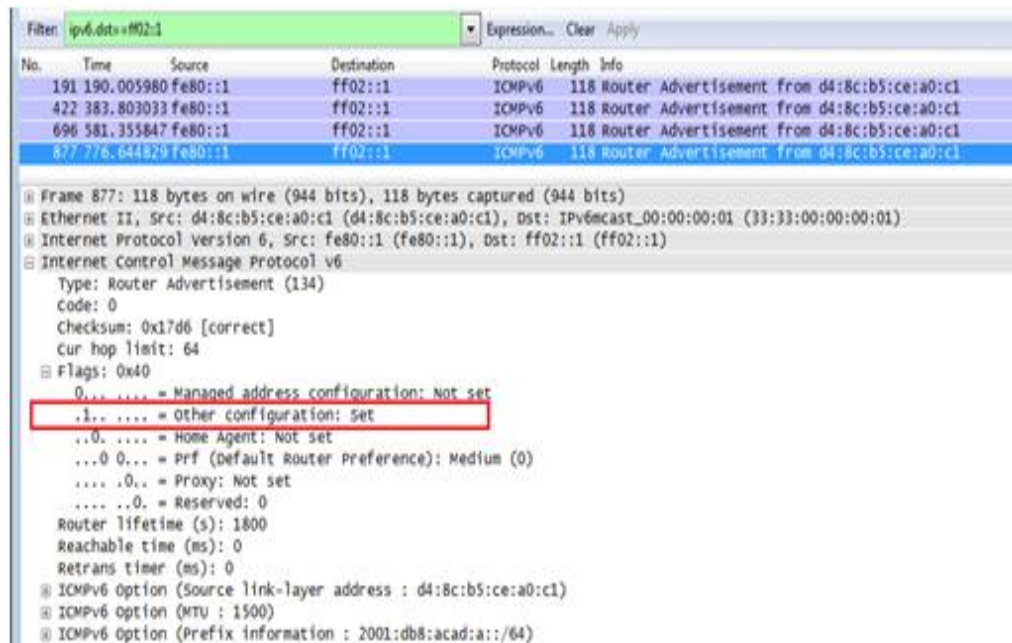 Filter: ipv6.dst==ff02::1 Expression... Clear Apply
No. Time Source Destination Protocol Length Info
191 190.005980 fe80::1 ff02::1 ICMPv6 118 Router Advertisement from d4:8c:b5:ce:a0:c1
422 383.803033 fe80::1 ff02::1 ICMPv6 118 Router Advertisement from d4:8c:b5:ce:a0:c1
696 581.355847 fe80::1 ff02::1 ICMPv6 118 Router Advertisement from d4:8c:b5:ce:a0:c1
877 776.644829 fe80::1 ff02::1 ICMPv6 118 Router Advertisement from d4:8c:b5:ce:a0:c1
Frame 877: 118 bytes on wire (944 bits), 118 bytes captured (944 bits)
Ethernet II, Src: d4:8c:b5:ce:a0:c1 (d4:8c:b5:ce:a0:c1), Dst: IPv6mcast_00:00:00:01 (33:33:00:00:00:01)
Internet Protocol Version 6, Src: fe80::1 (fe80::1), Dst: ff02::1 (ff02::1)
Internet Control Message Protocol v6
Type: Router Advertisement (134)
Code: 0
Checksum: 0x17d6 [correct]
Cur hop limit: 64
Flags: 0x40
0... .... = Managed address configuration: Not set
.1.. .... = Other configuration: Set
..0. .... = Home Agent: Not set
...0 0... = Prf (Default Router Preference): Medium (0)
.... .0.. = Proxy: Not set
.... ..0. = Reserved: 0
Router lifetime (s): 1800
Reachable time (ms): 0
Retrans timer (ms): 0
ICMPv6 Option (Source link-layer address : d4:8c:b5:ce:a0:c1)
ICMPv6 Option (MTU : 1500)
ICMPv6 Option (Prefix information : 2001:db8:acad:a::/64)